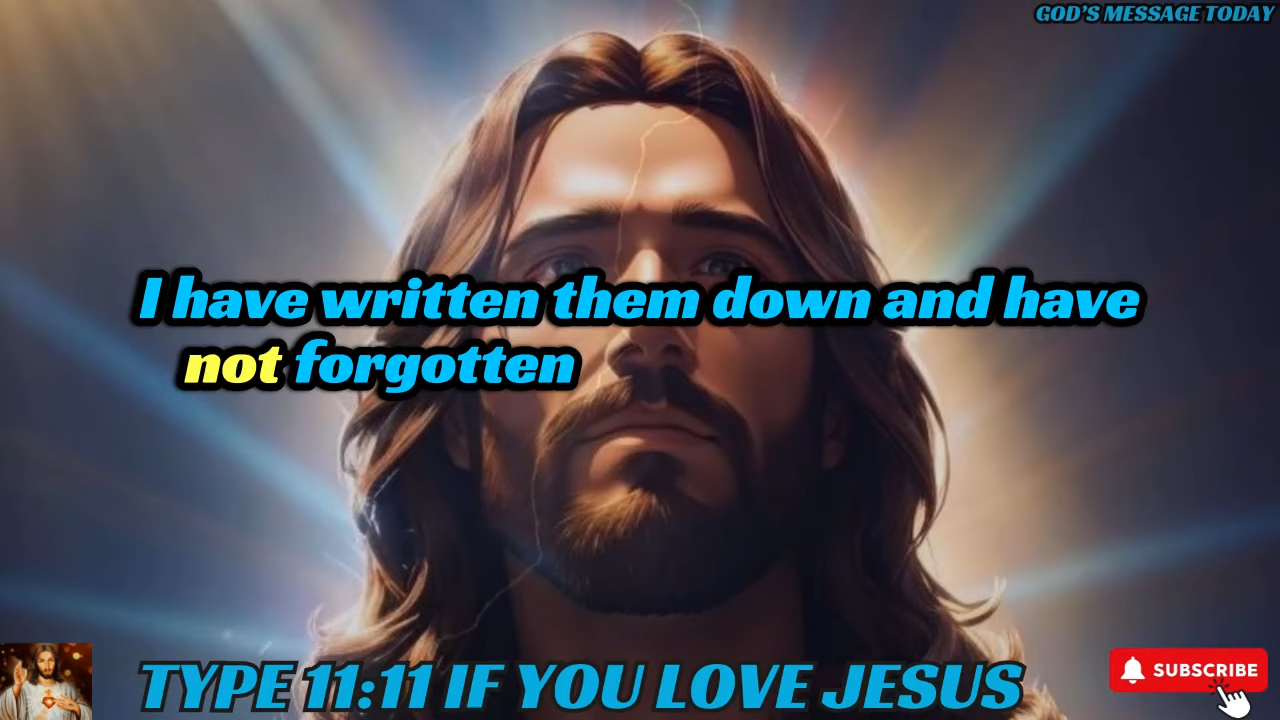 GOD'S MESSAGE TODAY
I have written them down and have
not forgotten
TYPE 11:11 IF YOU LOVE JESUS
SUBSCRIBE